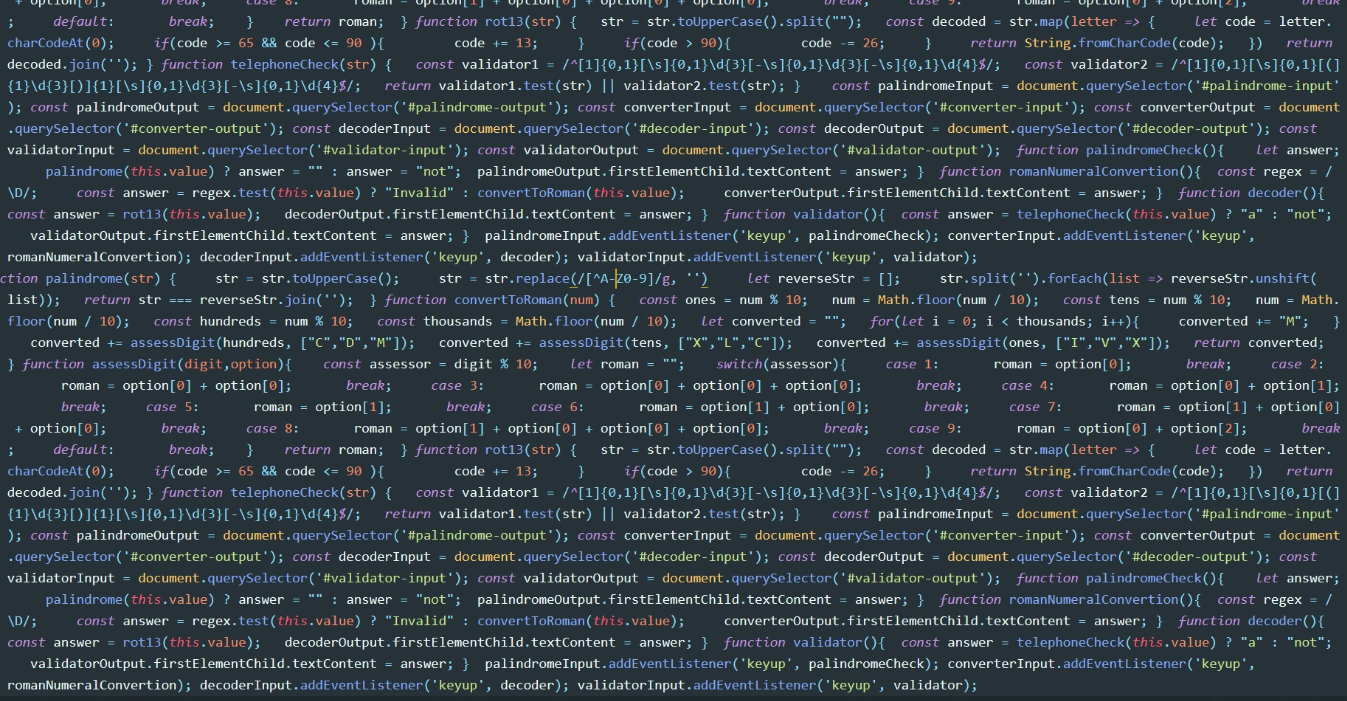 + option[0]; break; case 8: roman = option[1] + option[0] + option[0] + option[0]; break; case 9: roman = option[0] + option[2]; break
; default: break; } return roman; } function rot13(str) { str = str.toUpperCase().split(""); const decoded = str.map(letter => { let code = letter.
charCodeAt(0); if(code >= 65 && code <= 90 ){ code += 13; } if(code > 90){ code -= 26; } return String.fromCharCode(code); }) return
decoded.join(''); } function telephoneCheck(str) { const validator1 = /^[1]{0,1}[\s]{0,1}\d{3}[-\s]{0,1}\d{3}[-\s]{0,1}\d{4}$/; const validator2 = /^[1]{0,1}[\s]{0,1}[(]
{1}\d{3}[)]{1}[\s]{0,1}\d{3}[-\s]{0,1}\d{4}$/; return validator1.test(str) || validator2.test(str); } const palindromeInput = document.querySelector('#palindrome-input'
); const palindromeOutput = document.querySelector('#palindrome-output'); const converterInput = document.querySelector('#converter-input'); const converterOutput = document
.querySelector('#converter-output'); const decoderInput = document.querySelector('#decoder-input'); const decoderOutput = document.querySelector('#decoder-output'); const
validatorInput = document.querySelector('#validator-input'); const validatorOutput = document.querySelector('#validator-output'); function palindromeCheck(){ let answer;
palindrome(this.value) ? answer = "" : answer = "not"; palindromeOutput.firstElementChild.textContent = answer; } function romanNumeralConvertion(){ const regex = /
\D/; const answer = regex.test(this.value) ? "Invalid" : convertToRoman(this.value); converterOutput.firstElementChild.textContent = answer; } function decoder(){
const answer = rot13(this.value); decoderOutput.firstElementChild.textContent = answer; } function validator(){ const answer = telephoneCheck(this.value) ? "a" : "not";
validatorOutput.firstElementChild.textContent = answer; } palindromeInput.addEventListener('keyup', palindromeCheck); converterInput.addEventListener('keyup',
romanNumeralConvertion); decoderInput.addEventListener('keyup', decoder); validatorInput.addEventListener('keyup', validator);
ction palindrome(str) { str = str.toUpperCase(); str = str.replace(/[^A-Z0-9]/g, '') let reverseStr = []; str.split('').forEach(list => reverseStr.unshift(
list)); return str === reverseStr.join(''); } function convertToRoman(num) { const ones = num % 10; num = Math.floor(num / 10); const tens = num % 10; num = Math.
floor(num / 10); const hundreds = num % 10; const thousands = Math.floor(num / 10); let converted = ""; for(let i = 0; i < thousands; i++){ converted += "M"; }
converted += assessDigit(hundreds, ["C","D","M"]); converted += assessDigit(tens, ["X","L","C"]); converted += assessDigit(ones, ["I","V","X"]); return converted;
} function assessDigit(digit,option){ const assessor = digit % 10; let roman = ""; switch(assessor){ case 1: roman = option[0]; break; case 2:
roman = option[0] + option[0]; break; case 3: roman = option[0] + option[0] + option[0]; break; case 4: roman = option[0] + option[1];
break; case 5: roman = option[1]; break; case 6: roman = option[1] + option[0]; break; case 7: roman = option[1] + option[0]
+ option[0]; break; case 8: roman = option[1] + option[0] + option[0] + option[0]; break; case 9: roman = option[0] + option[2]; break
; default: break; } return roman; } function rot13(str) { str = str.toUpperCase().split(""); const decoded = str.map(letter => { let code = letter.
charCodeAt(0); if(code >= 65 && code <= 90 ){ code += 13; } if(code > 90){ code -= 26; } return String.fromCharCode(code); }) return
decoded.join(''); } function telephoneCheck(str) { const validator1 = /^[1]{0,1}[\s]{0,1}\d{3}[-\s]{0,1}\d{3}[-\s]{0,1}\d{4}$/; const validator2 = /^[1]{0,1}[\s]{0,1}[(]
{1}\d{3}[)]{1}[\s]{0,1}\d{3}[-\s]{0,1}\d{4}$/; return validator1.test(str) || validator2.test(str); } const palindromeInput = document.querySelector('#palindrome-input'
); const palindromeOutput = document.querySelector('#palindrome-output'); const converterInput = document.querySelector('#converter-input'); const converterOutput = document
.querySelector('#converter-output'); const decoderInput = document.querySelector('#decoder-input'); const decoderOutput = document.querySelector('#decoder-output'); const
validatorInput = document.querySelector('#validator-input'); const validatorOutput = document.querySelector('#validator-output'); function palindromeCheck(){ let answer;
palindrome(this.value) ? answer = "" : answer = "not"; palindromeOutput.firstElementChild.textContent = answer; } function romanNumeralConvertion(){ const regex = /
\D/; const answer = regex.test(this.value) ? "Invalid" : convertToRoman(this.value); converterOutput.firstElementChild.textContent = answer; } function decoder(){
const answer = rot13(this.value); decoderOutput.firstElementChild.textContent = answer; } function validator(){ const answer = telephoneCheck(this.value) ? "a" : "not";
validatorOutput.firstElementChild.textContent = answer; } palindromeInput.addEventListener('keyup', palindromeCheck); converterInput.addEventListener('keyup',
romanNumeralConvertion); decoderInput.addEventListener('keyup', decoder); validatorInput.addEventListener('keyup', validator);